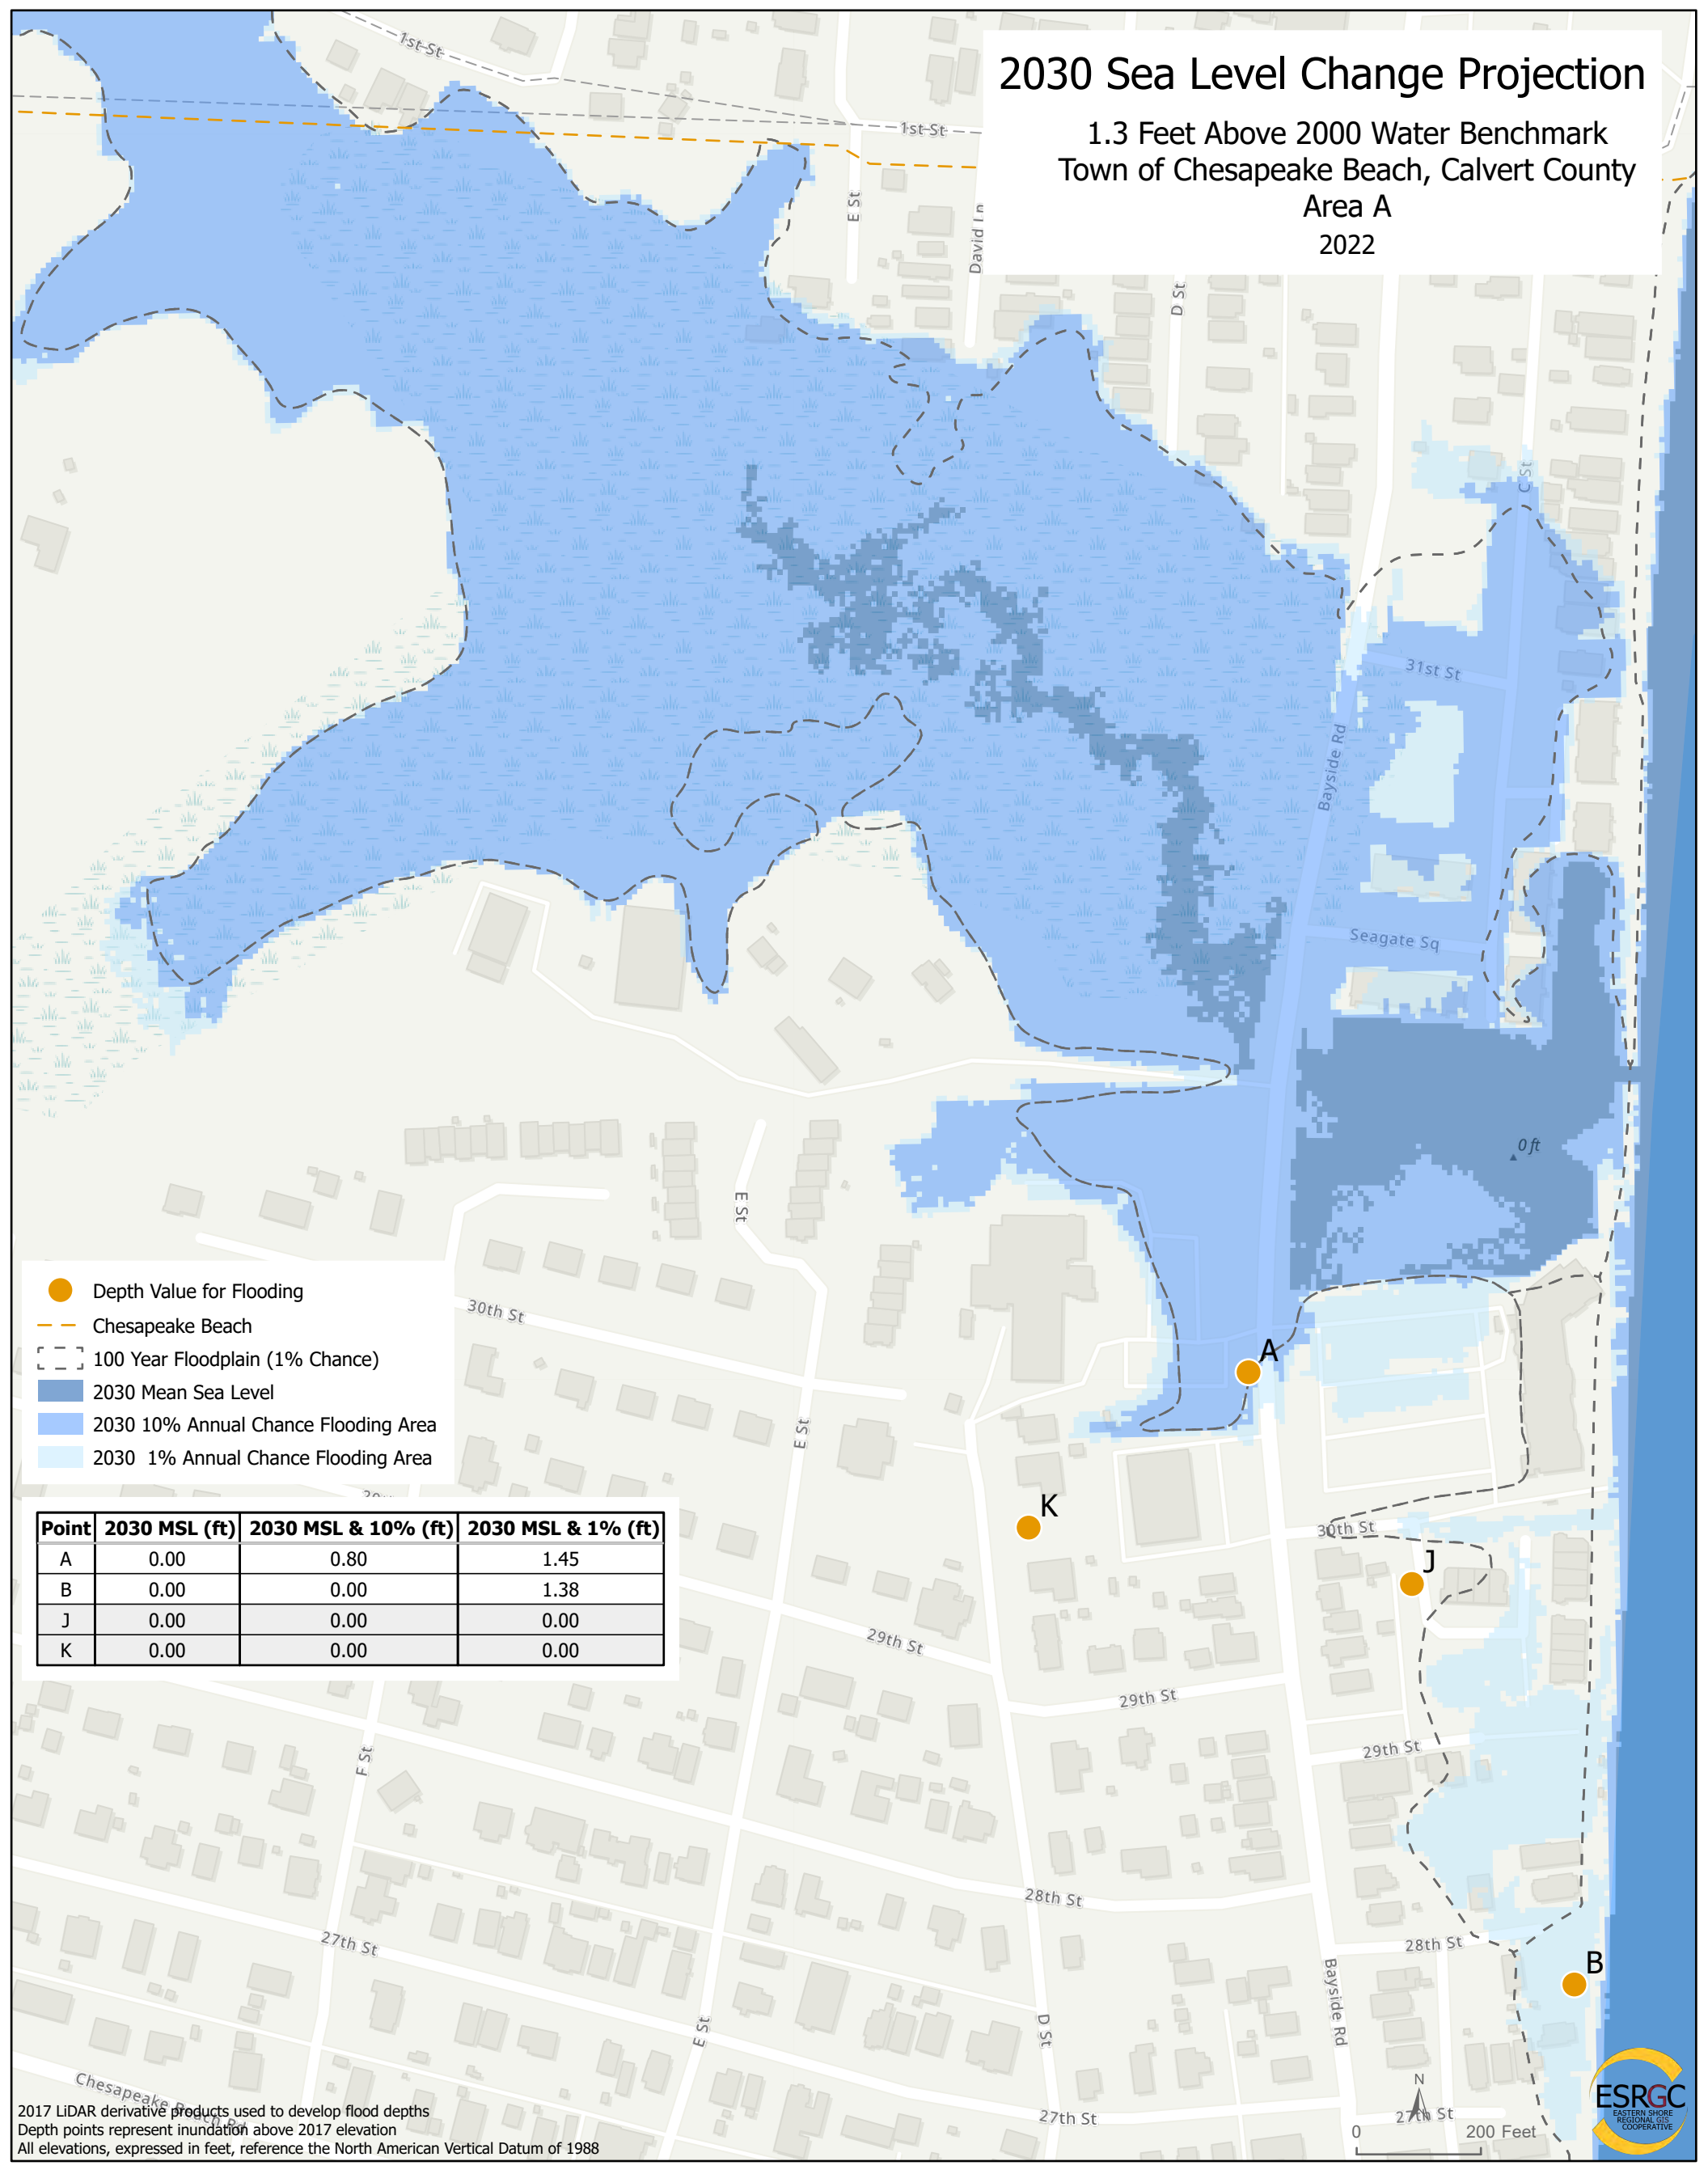 2030 Sea Level Change Projection
1.3 Feet Above 2000 Water Benchmark
Town of Chesapeake Beach, Calvert County
Area A
2022
1st St
1st St
E St
David Ln
D St
C St
31st St
Bayside Rd
Seagate Sq
0 ft
E St
30th St
A
K
30th St
J
E St
29th St
29th St
29th St
F St
28th St
28th St
B
27th St
Bayside Rd
E St
D St
27th St
27th St
Chesapeake Beach Rd
Depth Value for Flooding
Chesapeake Beach
100 Year Floodplain (1% Chance)
2030 Mean Sea Level
2030 10% Annual Chance Flooding Area
2030 1% Annual Chance Flooding Area
Point 2030 MSL (ft) 2030 MSL & 10% (ft) 2030 MSL & 1% (ft)
A 0.00 0.80 1.45
B 0.00 0.00 1.38
J 0.00 0.00 0.00
K 0.00 0.00 0.00
2017 LiDAR derivative products used to develop flood depths
Depth points represent inundation above 2017 elevation
All elevations, expressed in feet, reference the North American Vertical Datum of 1988
N
0 200 Feet
ESRGC
EASTERN SHORE
REGIONAL GIS
COOPERATIVE